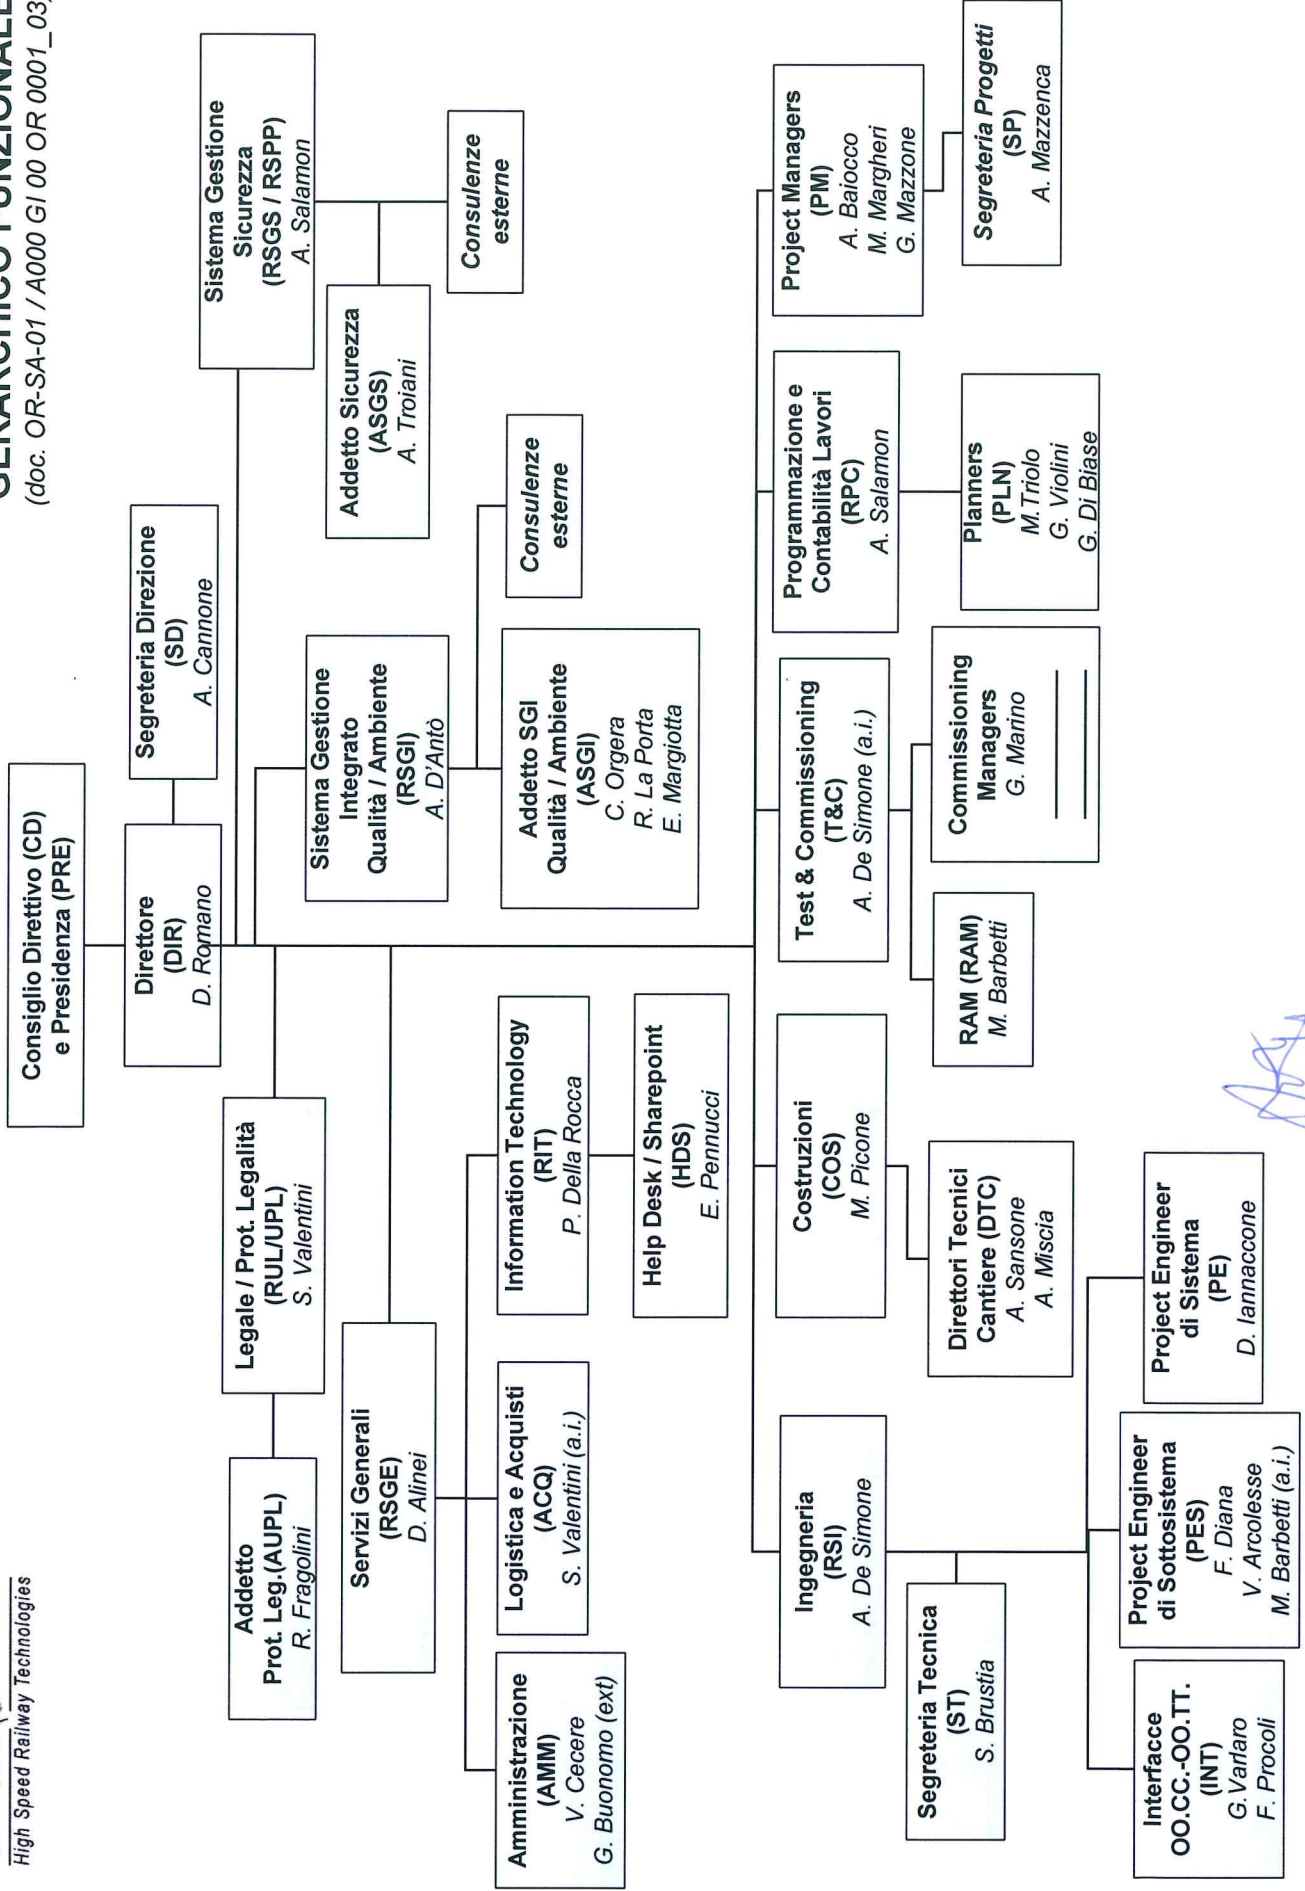 GERARCHICO FUNZIONALE
(doc. OR-SA-01 / A000 GI 00 OR 0001_03)
High Speed Railway Technologies
Consiglio Direttivo (CD)
e Presidenza (PRE)
Direttore
(DIR)
D. Romano
Segreteria Direzione
(SD)
A. Cannone
Sistema Gestione
Sicurezza
(RSGS / RSPP)
A. Salamon
Addetto Sicurezza
(ASGS)
A. Troiani
Consulenze
esterne
Addetto
Prot. Leg.(AUPL)
R. Fragolini
Legale / Prot. Legalità
(RUL/UPL)
S. Valentini
Sistema Gestione
Integrato
Qualità / Ambiente
(RSGI)
A. D'Antò
Consulenze
esterne
Addetto SGI
Qualità / Ambiente
(ASGI)
C. Orgera
R. La Porta
E. Margiotta
Servizi Generali
(RSGE)
D. Alinei
Amministrazione
(AMM)
V. Cecere
G. Buonomo (ext)
Logistica e Acquisti
(ACQ)
S. Valentini (a.i.)
Information Technology
(RIT)
P. Della Rocca
Help Desk / Sharepoint
(HDS)
E. Pennucci
Ingegneria
(RSI)
A. De Simone
Costruzioni
(COS)
M. Picone
Test & Commissioning
(T&C)
A. De Simone (a.i.)
Programmazione e
Contabilità Lavori
(RPC)
A. Salamon
Project Managers
(PM)
A. Baiocco
M. Margheri
G. Mazzone
Segreteria Tecnica
(ST)
S. Brustia
Direttori Tecnici
Cantiere (DTC)
A. Sansone
A. Miscia
RAM (RAM)
M. Barbetti
Commissioning
Managers
G. Marino
Planners
(PLN)
M.Triolo
G. Violini
G. Di Biase
Segreteria Progetti
(SP)
A. Mazzenca
Interfacce
OO.CC.-OO.TT.
(INT)
G.Varlaro
F. Procoli
Project Engineer
di Sottosistema
(PES)
F. Diana
V. Arcolesse
M. Barbetti (a.i.)
Project Engineer
di Sistema
(PE)
D. Iannaccone